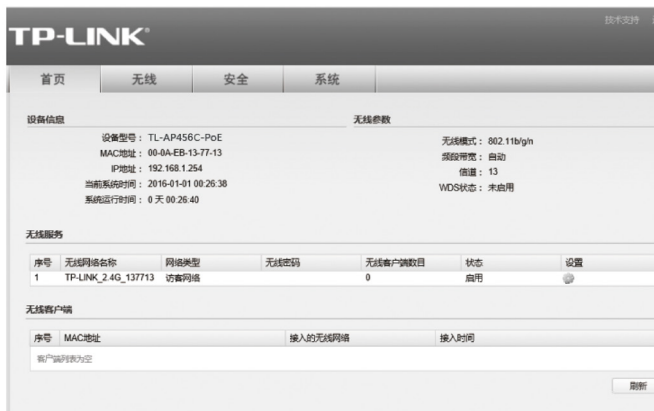 技术支持
TP-LINK®
首页 无线 安全 系统
设备信息 无线参数
设备型号： TL-AP456C-PoE
MAC地址： 00-0A-EB-13-77-13
IP地址： 192.168.1.254
当前系统时间： 2016-01-01 00:26:38
系统运行时间： 0 天 00:26:40
无线模式： 802.11b/g/n
频段带宽： 自动
信道： 13
WDS状态： 未启用
无线服务
序号 无线网络名称 网络类型 无线密码 无线客户端数目 状态 设置
1 TP-LINK_2.4G_137713 访客网络 0 启用
无线客户端
序号 MAC地址 接入的无线网络 接入时间
客户端列表为空
刷新